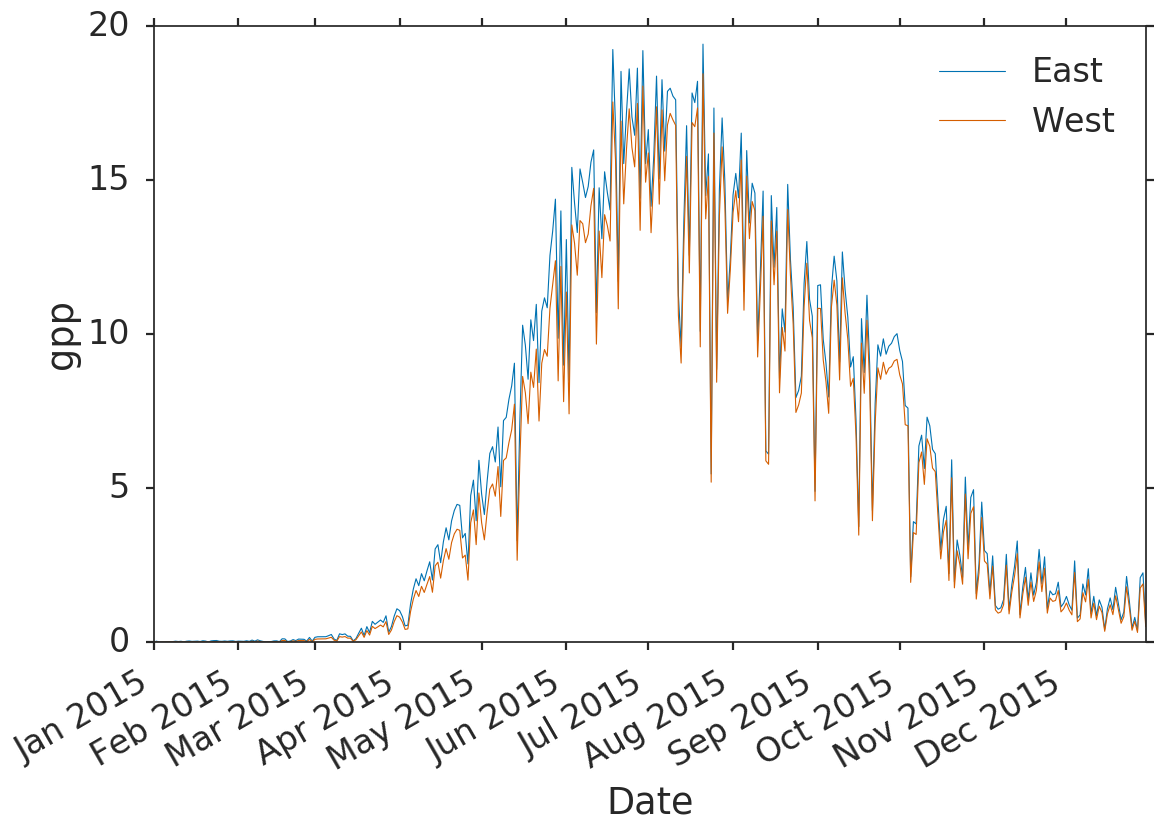 20
15
10
5
0
gpp
East
West
Jan 2015
Feb 2015
Mar 2015
Apr 2015
May 2015
Jun 2015
Jul 2015
Aug 2015
Sep 2015
Oct 2015
Nov 2015
Dec 2015
Date